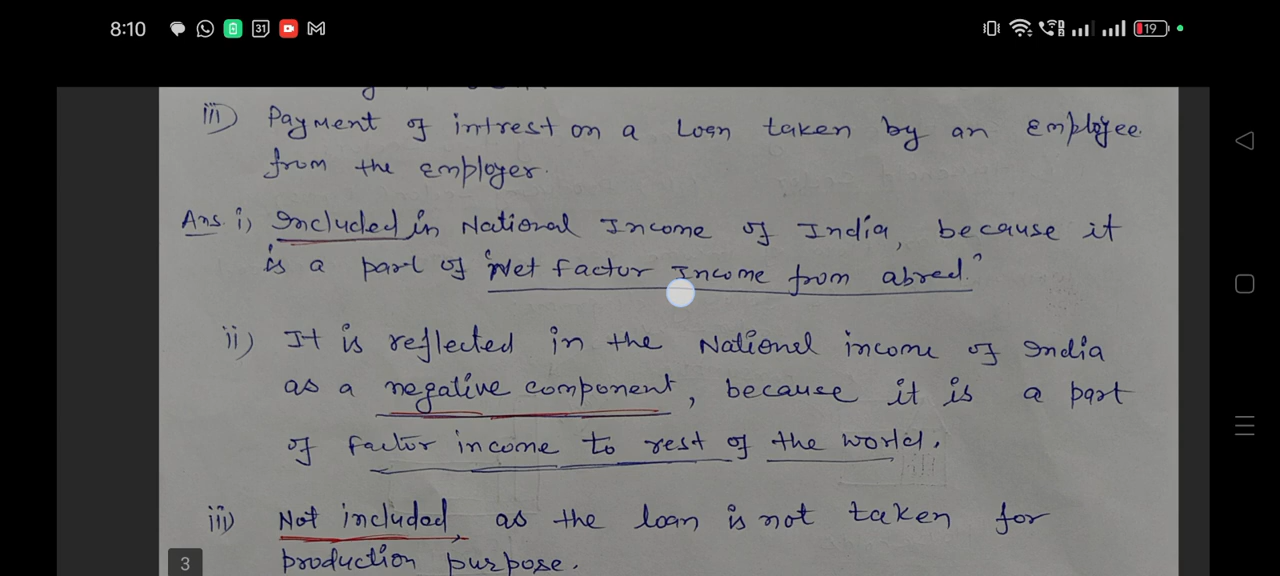 8:10
31
19
iii) Payment of intrest on a Loan taken by an Employee
from the Employer.
Ans. i, Included in National Income of India, because it
is a part of "Net factor Income from abred."
ii) It is reflected in the National income of India
as a negative component, because it is a part
of factor income to rest of the world.
iii) Not included as the loan is not taken for
production purpose.
3